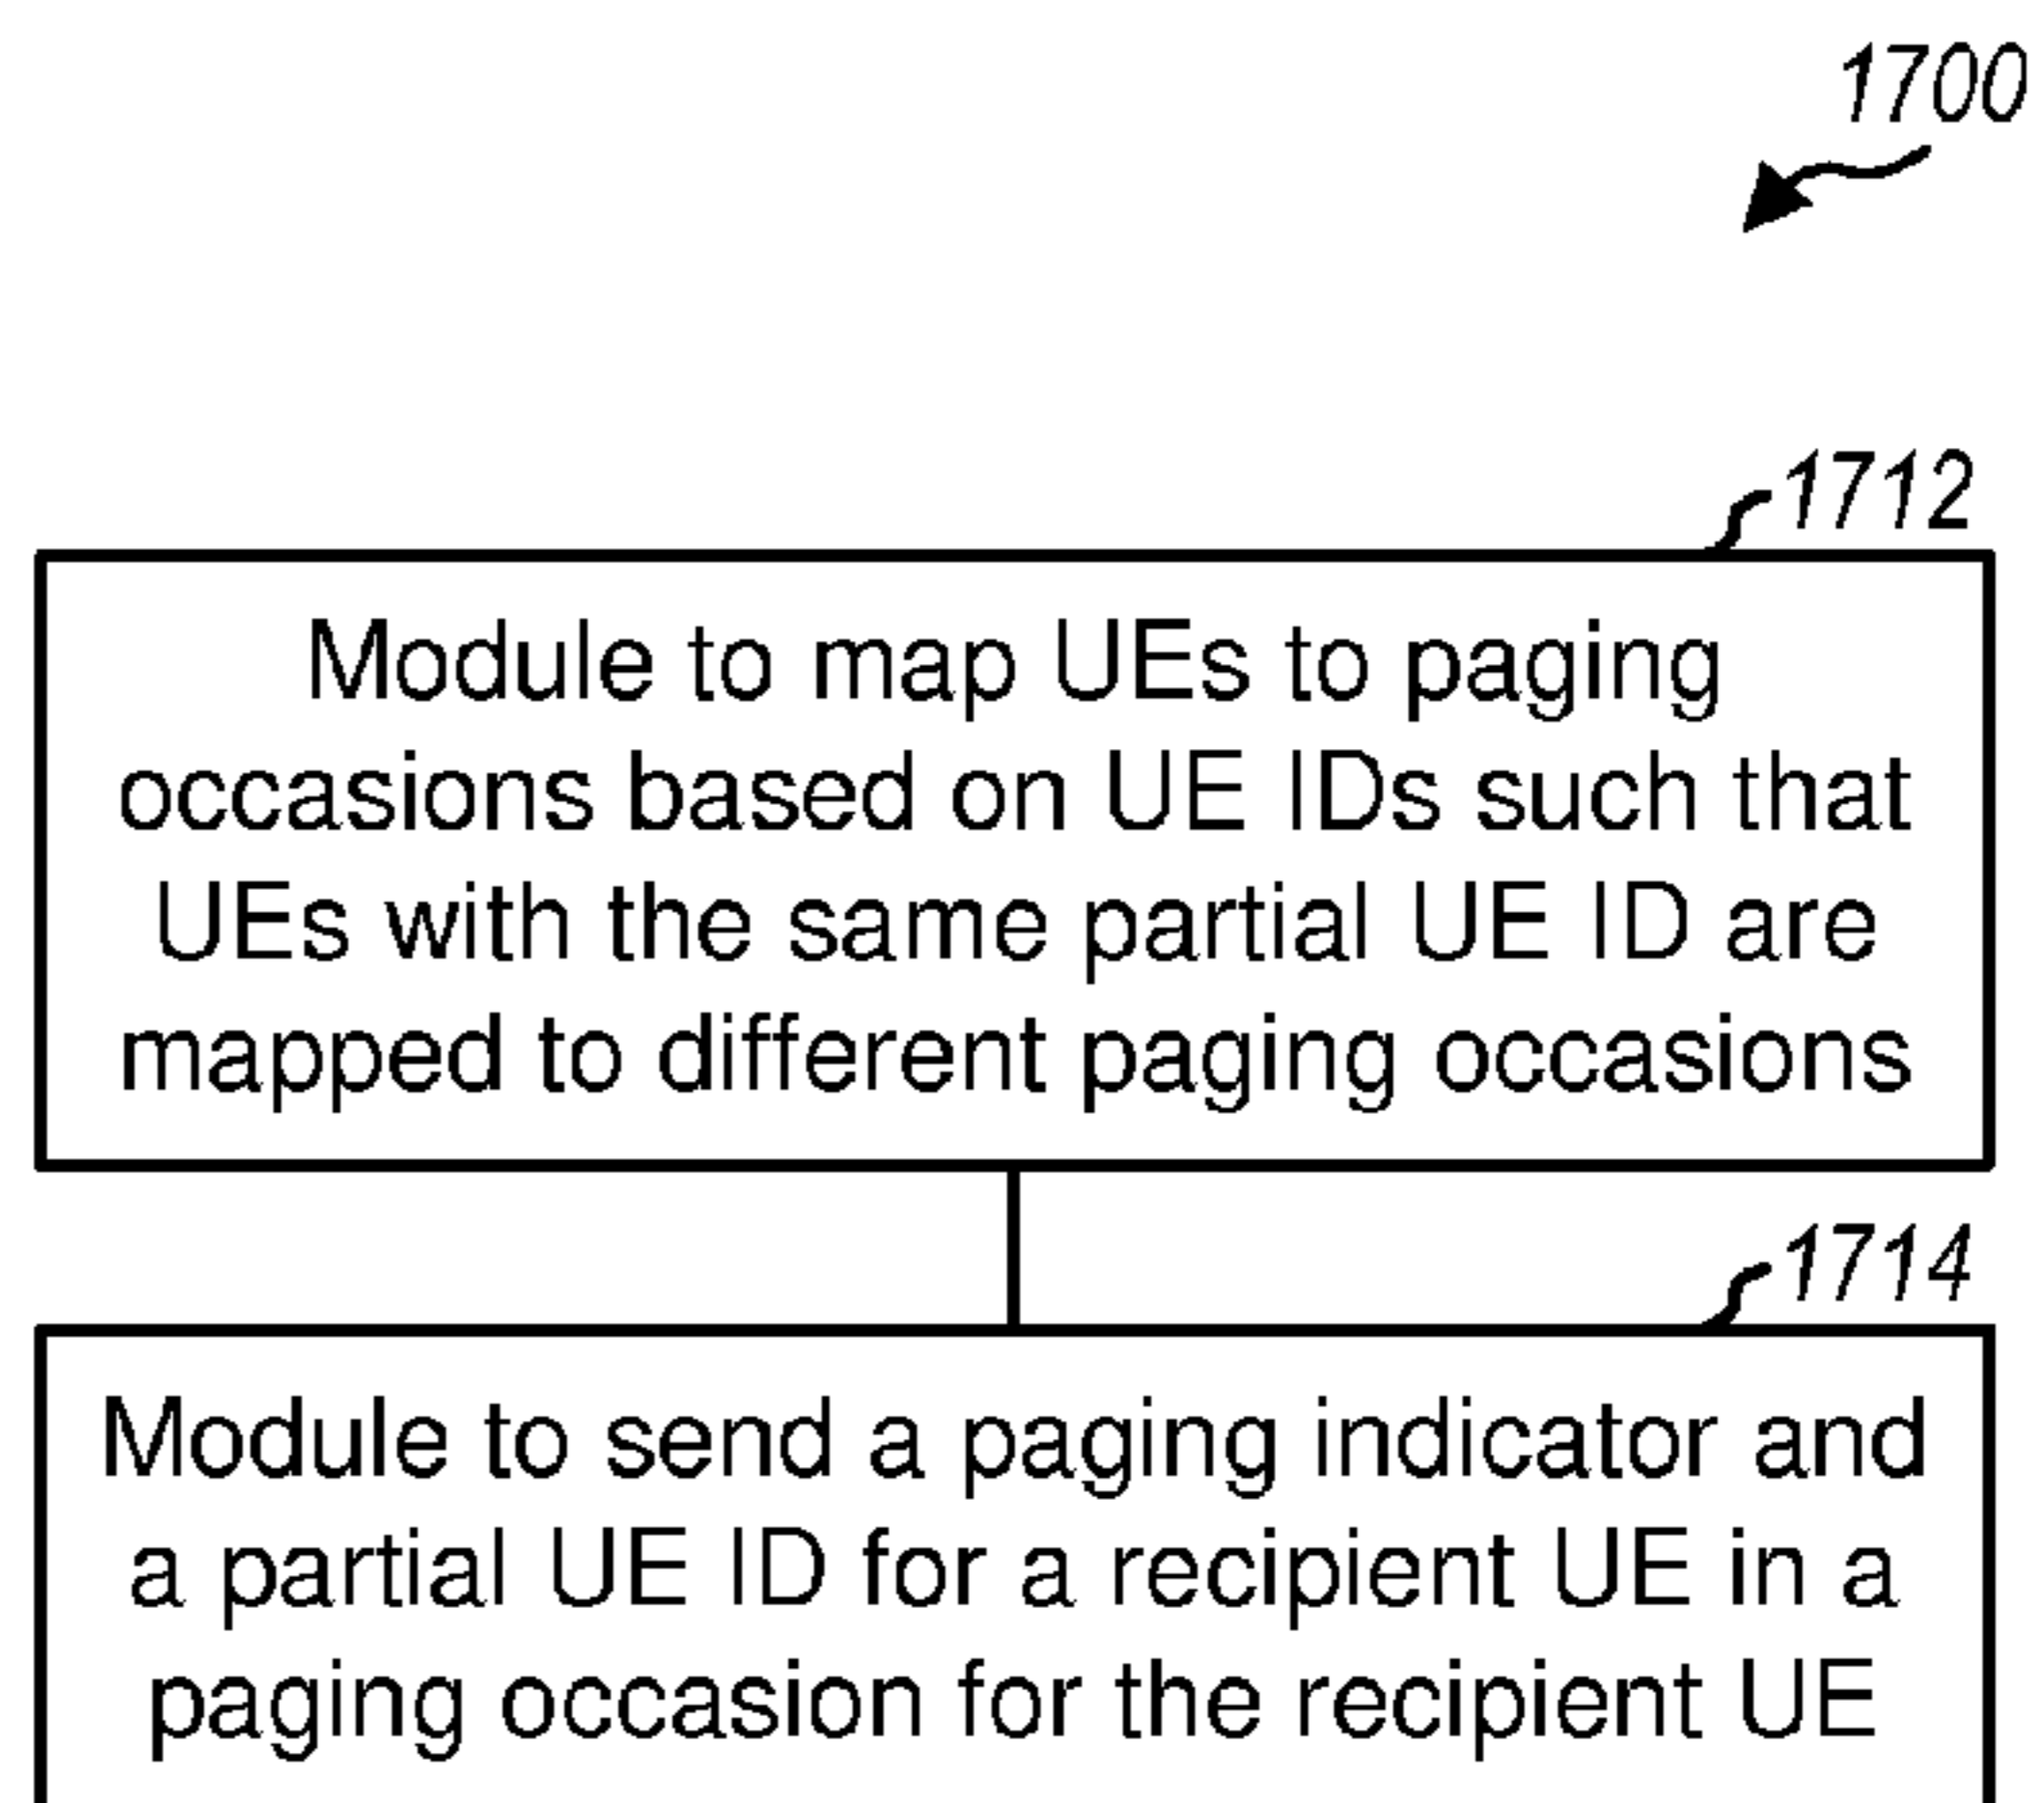 1700
1712
Module to map UEs to paging
occasions based on UE IDs such that
UEs with the same partial UE ID are
mapped to different paging occasions
1714
Module to send a paging indicator and
a partial UE ID for a recipient UE in a
paging occasion for the recipient UE